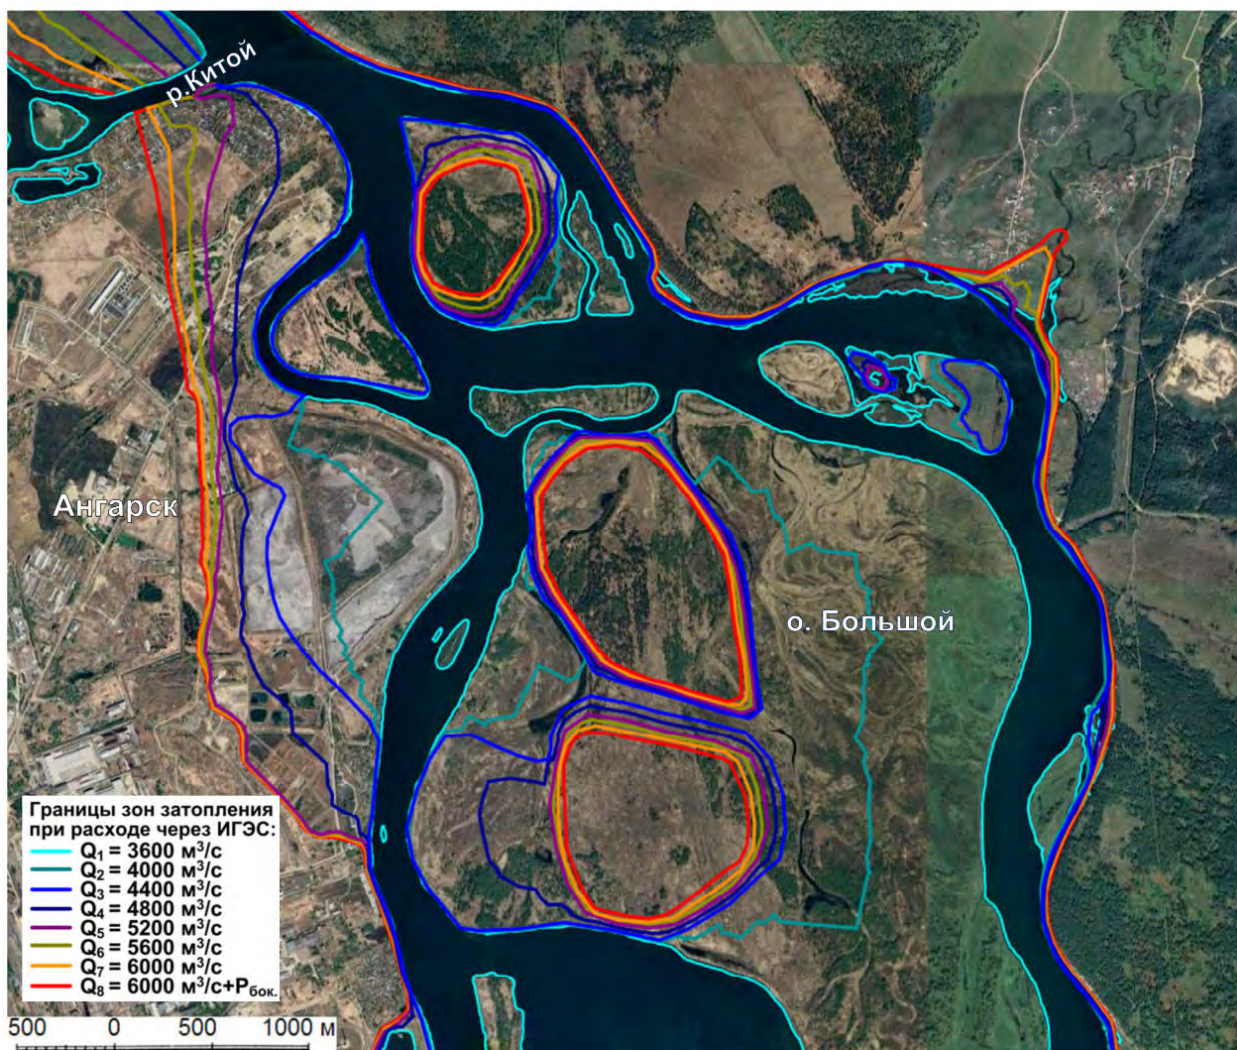 р.Китой
Ангарск
о. Большой
Границы зон затопления
при расходе через ИГЭС:
Q₁ = 3600 м³/с
Q₂ = 4000 м³/с
Q₃ = 4400 м³/с
Q₄ = 4800 м³/с
Q₅ = 5200 м³/с
Q₆ = 5600 м³/с
Q₇ = 6000 м³/с
Q₈ = 6000 м³/с+Pбок.
500 0 500 1000 м